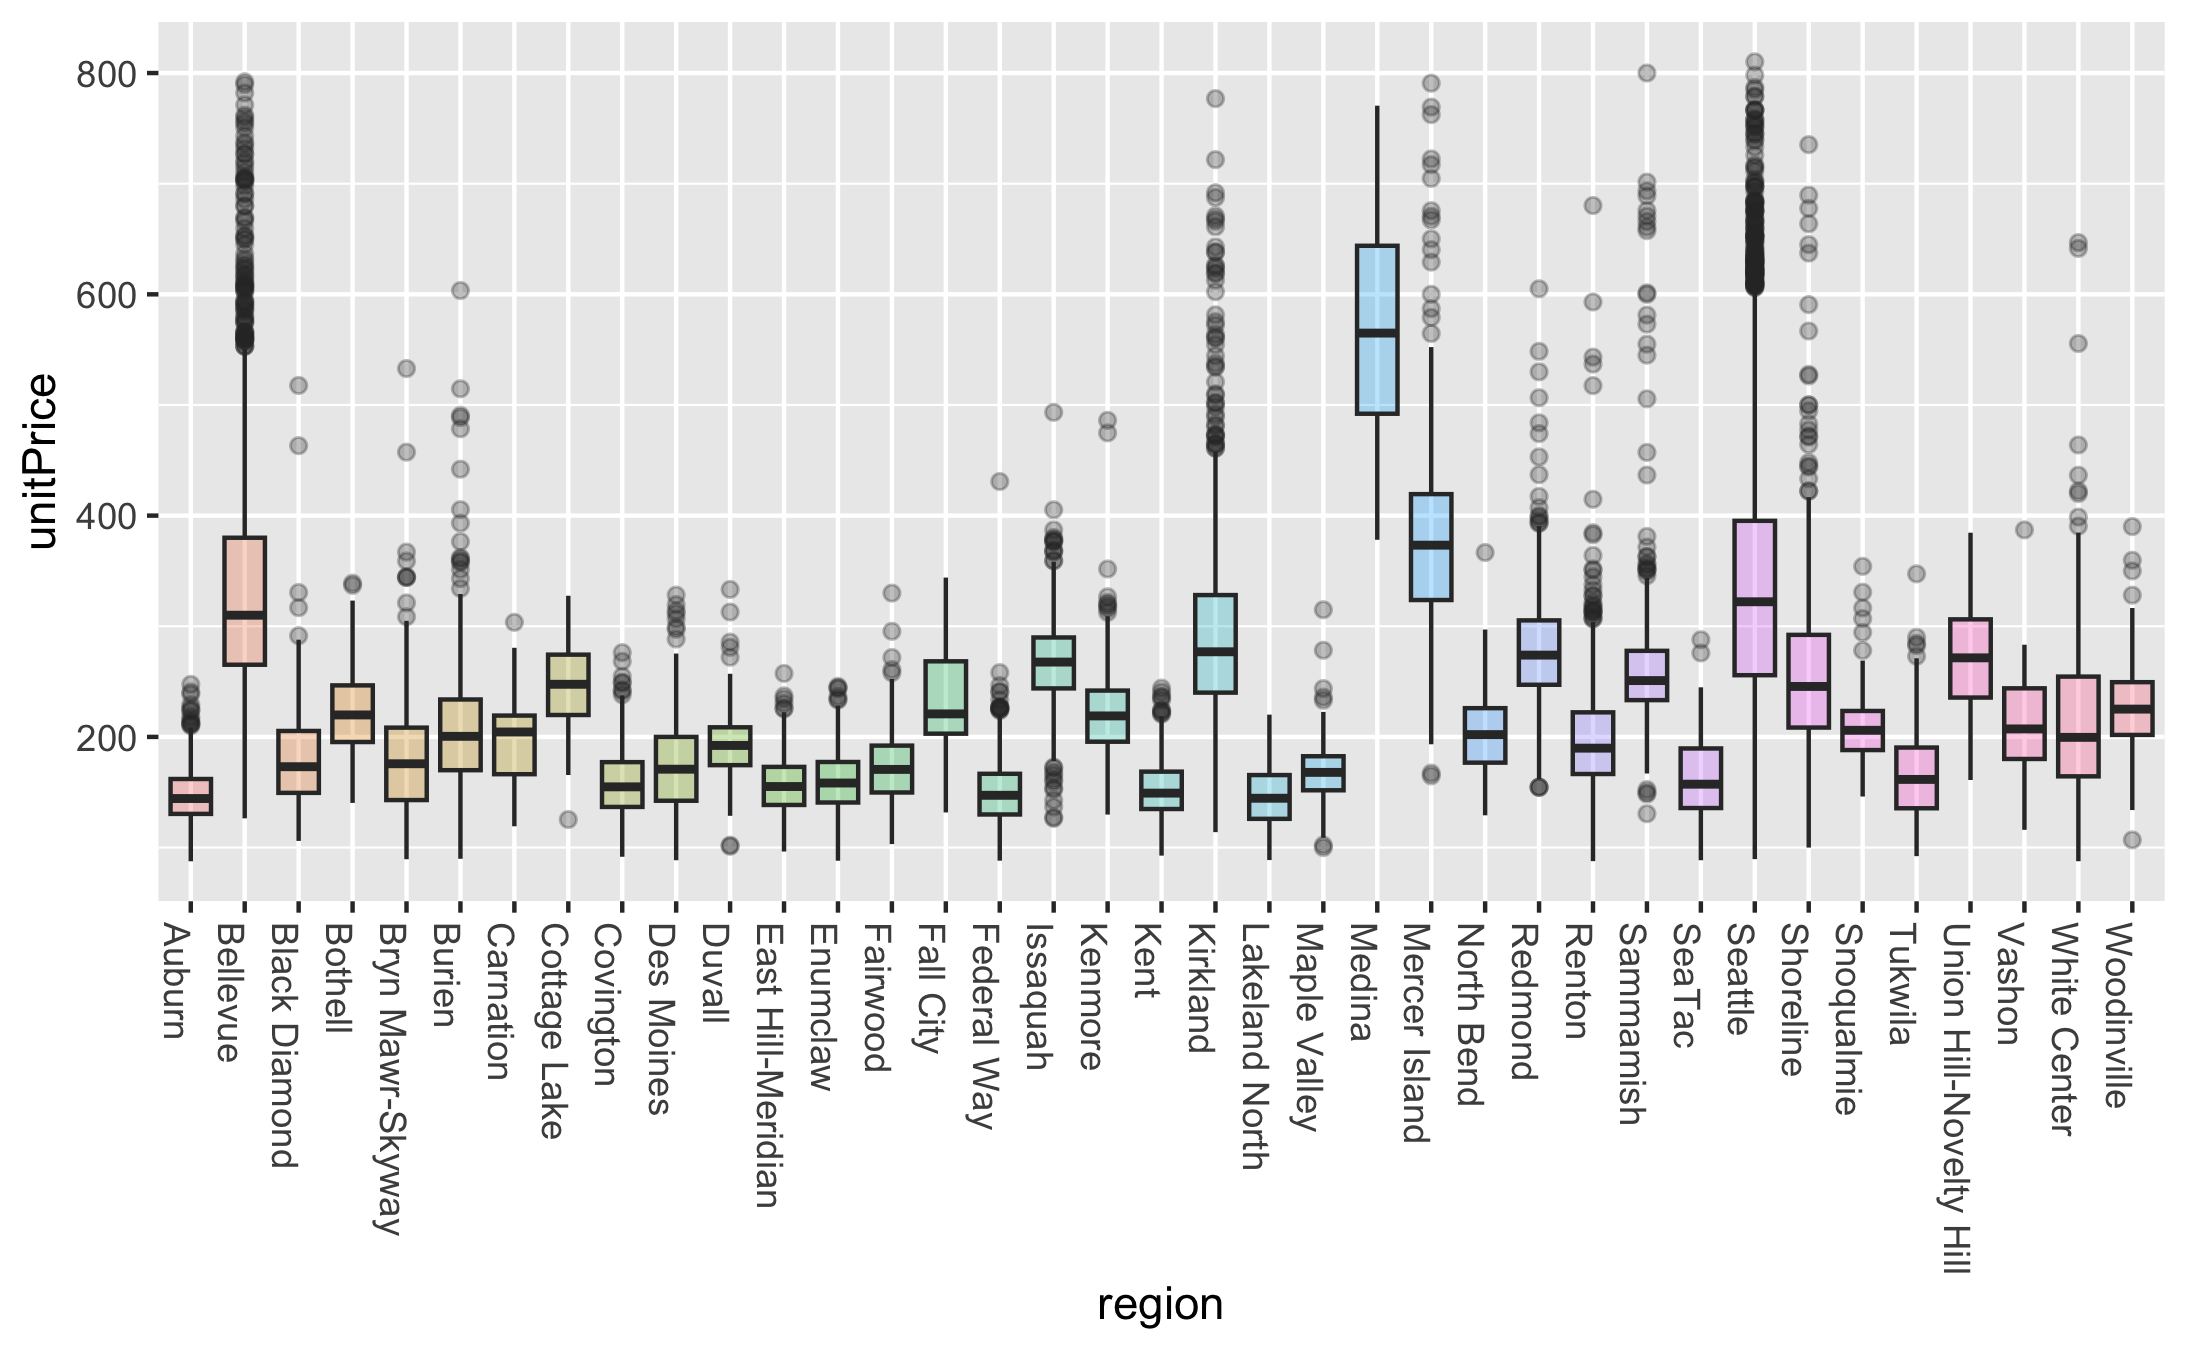 unitPrice
800
600
400
200
Auburn
Bellevue
Black Diamond
Bothell
Bryn Mawr-Skyway
Burien
Carnation
Cottage Lake
Covington
Des Moines
Duvall
East Hill-Meridian
Enumclaw
Fairwood
Fall City
Federal Way
Issaquah
Kenmore
Kent
Kirkland
Lakeland North
Maple Valley
Medina
Mercer Island
North Bend
Redmond
Renton
Sammamish
SeaTac
Seattle
Shoreline
Snoqualmie
Tukwila
Union Hill-Novelty Hill
Vashon
White Center
Woodinville
region